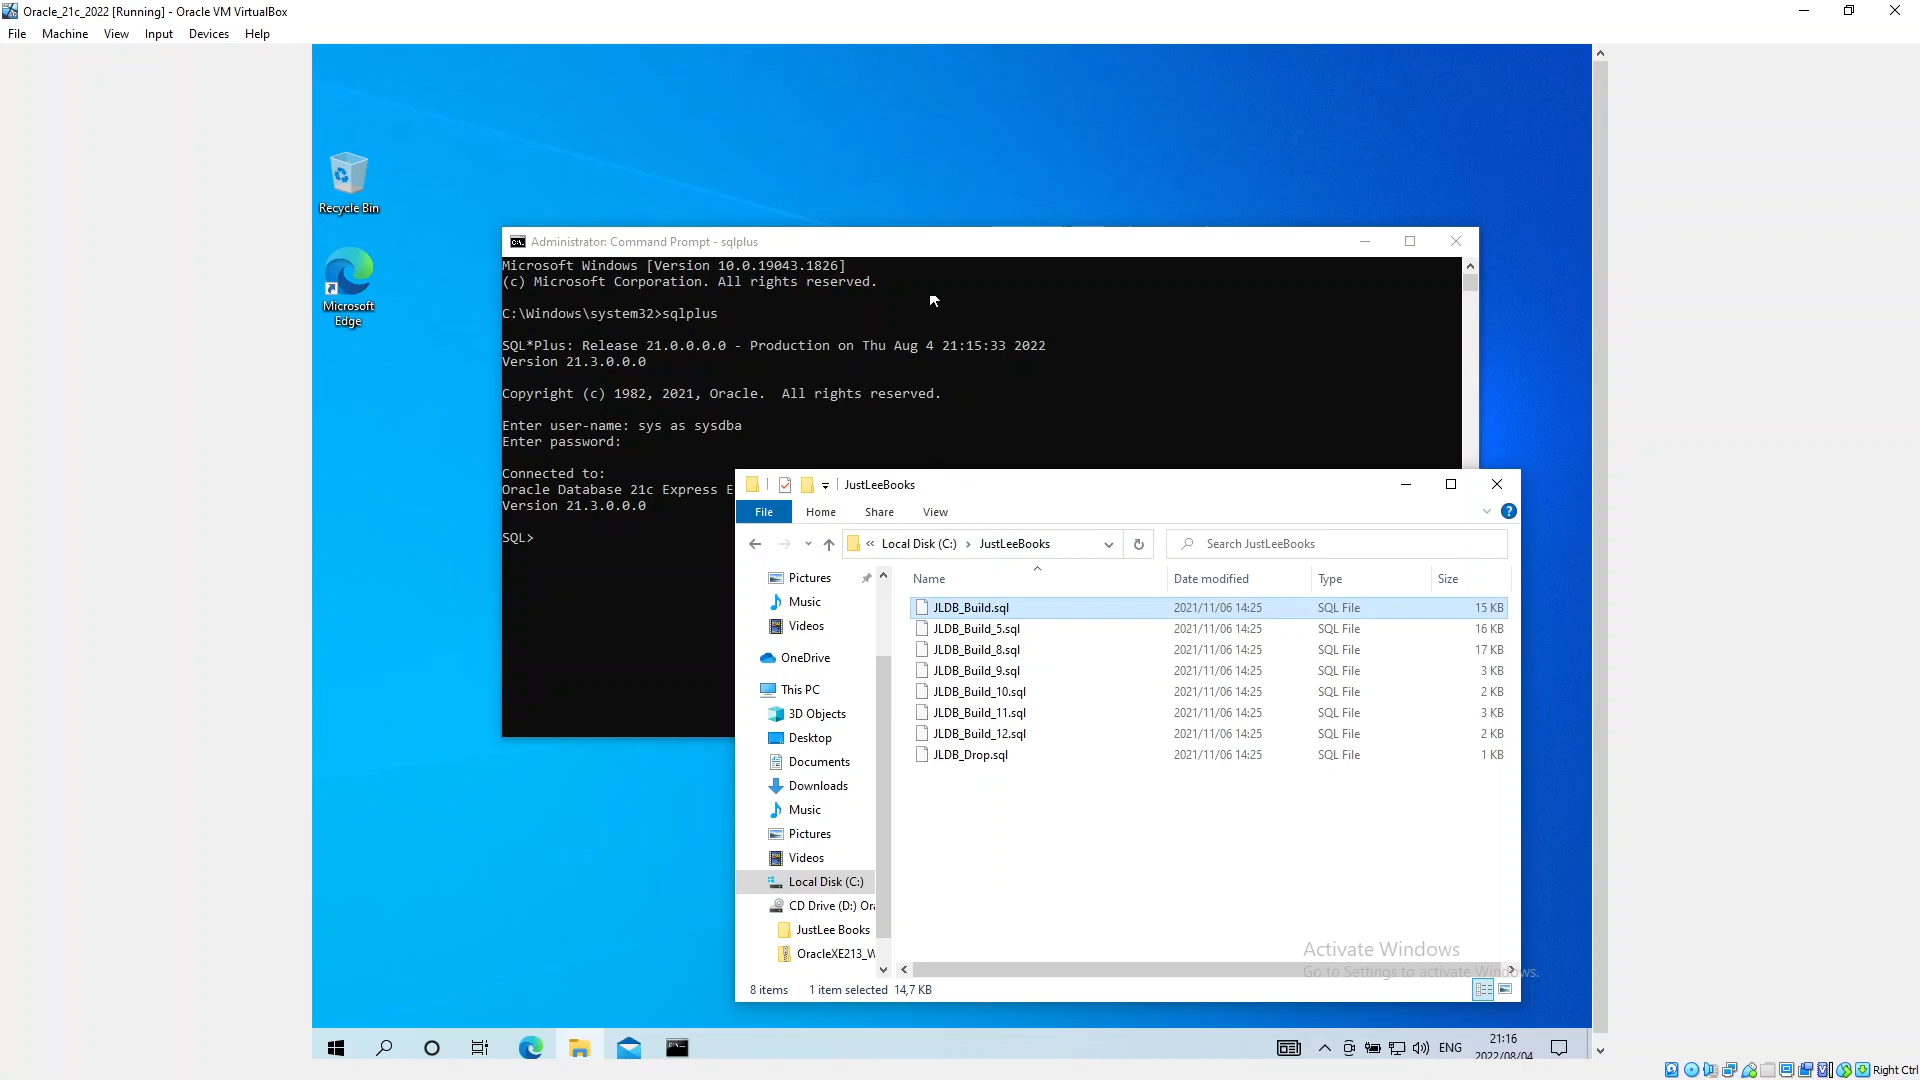 Oracle_21c_2022 [Running] - Oracle VM VirtualBox
File Machine View Input Devices Help
Recycle Bin
Microsoft
Edge
Administrator: Command Prompt - sqlplus
Microsoft Windows [Version 10.0.19043.1826]
(c) Microsoft Corporation. All rights reserved.
C:\Windows\system32>sqlplus
SQL*Plus: Release 21.0.0.0.0 - Production on Thu Aug 4 21:15:33 2022
Version 21.3.0.0.0
Copyright (c) 1982, 2021, Oracle.  All rights reserved.
Enter user-name: sys as sysdba
Enter password:
Connected to:
Oracle Database 21c Express E
Version 21.3.0.0.0
SQL>
JustLeeBooks
File Home Share View
« Local Disk (C:) › JustLeeBooks
Search JustLeeBooks
Pictures
Music
Videos
OneDrive
This PC
3D Objects
Desktop
Documents
Downloads
Music
Pictures
Videos
Local Disk (C:)
CD Drive (D:) Ora
JustLee Books
OracleXE213_W
Name Date modified Type Size
JLDB_Build.sql 2021/11/06 14:25 SQL File 15 KB
JLDB_Build_5.sql 2021/11/06 14:25 SQL File 16 KB
JLDB_Build_8.sql 2021/11/06 14:25 SQL File 17 KB
JLDB_Build_9.sql 2021/11/06 14:25 SQL File 3 KB
JLDB_Build_10.sql 2021/11/06 14:25 SQL File 2 KB
JLDB_Build_11.sql 2021/11/06 14:25 SQL File 3 KB
JLDB_Build_12.sql 2021/11/06 14:25 SQL File 2 KB
JLDB_Drop.sql 2021/11/06 14:25 SQL File 1 KB
Activate Windows
Go to Settings to activate Windows.
8 items 1 item selected 14,7 KB
ENG
21:16
2022/08/04
Right Ctrl